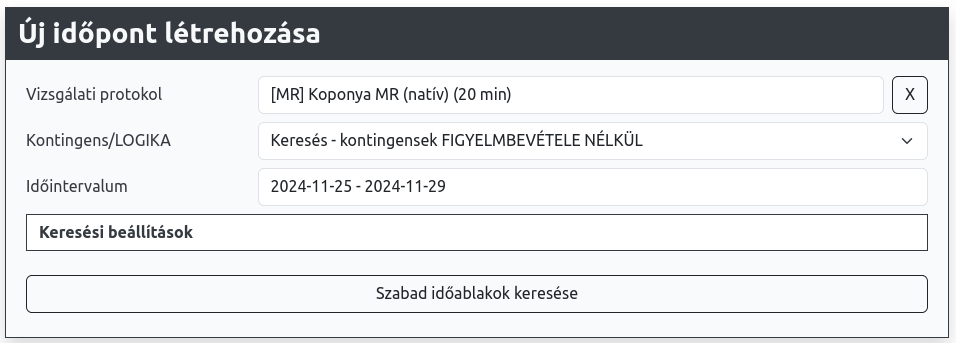 Új időpont létrehozása
Vizsgálati protokol [MR] Koponya MR (natív) (20 min) X
Kontingens/LOGIKA Keresés - kontingensek FIGYELMBEVÉTELE NÉLKÜL
Időintervalum 2024-11-25 - 2024-11-29
Keresési beállítások
Szabad időablakok keresése